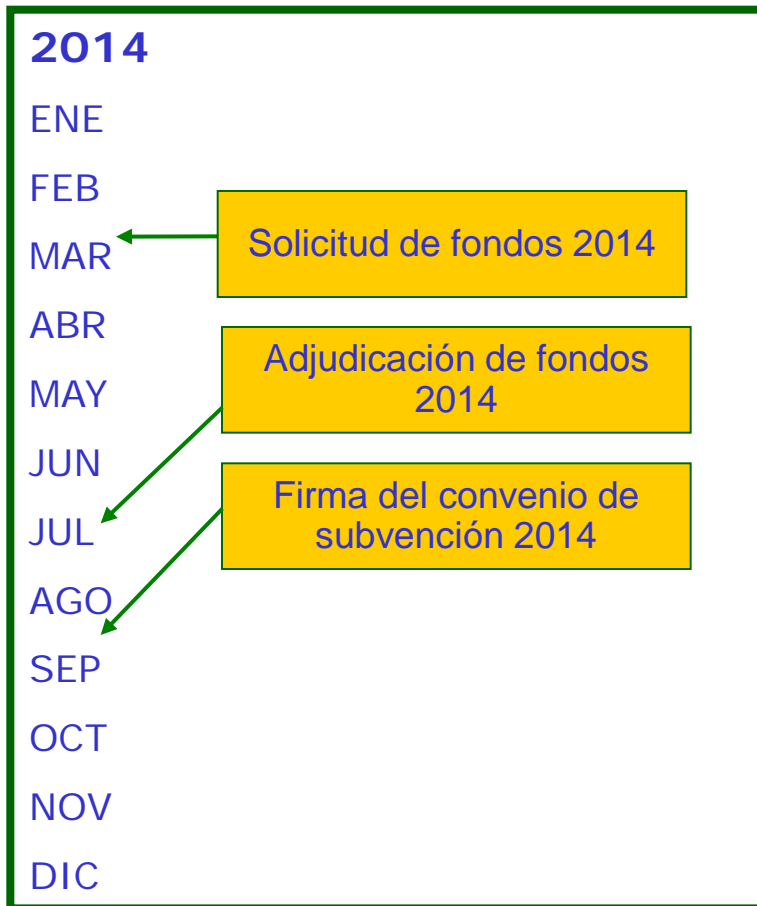 2014
ENE
FEB
MAR
ABR
MAY
JUN
JUL
AGO
SEP
OCT
NOV
DIC
Solicitud de fondos 2014
Adjudicación de fondos
2014
Firma del convenio de
subvención 2014